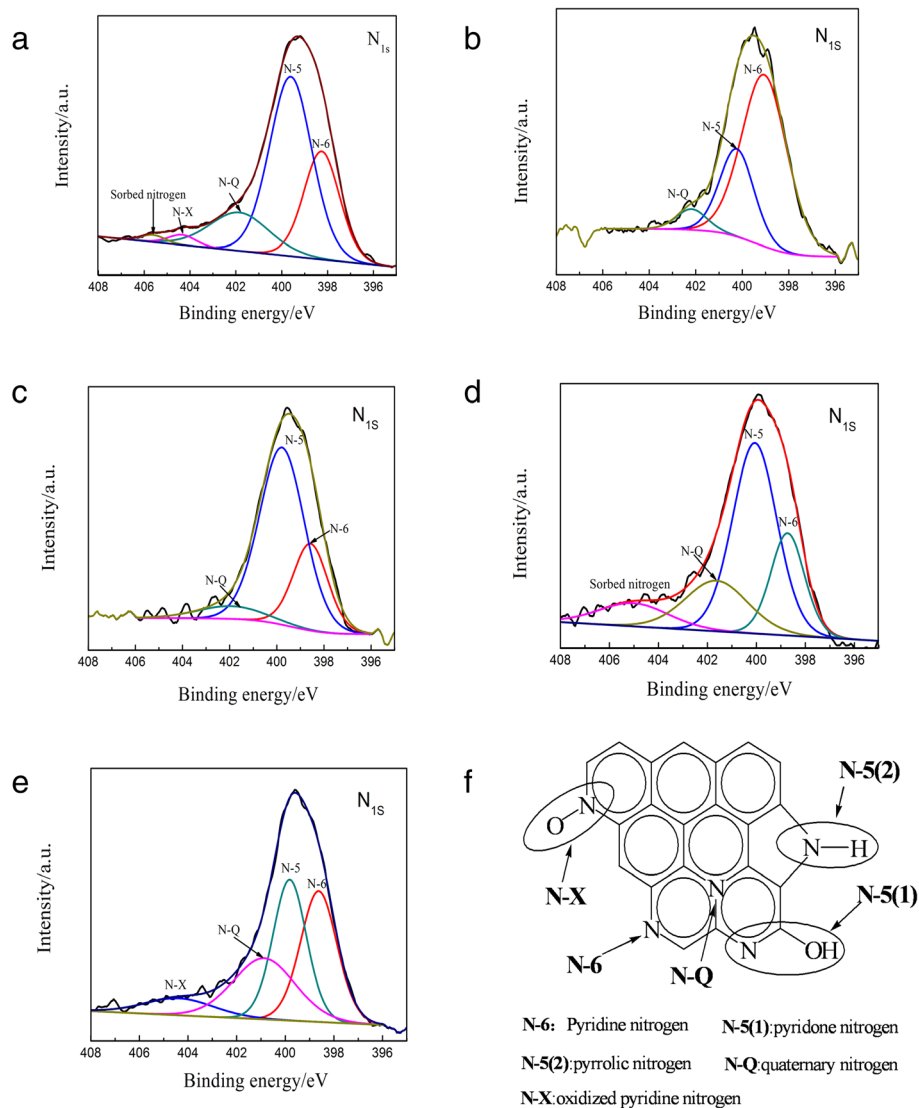 a
N1s
N-5
N-6
N-Q
Sorbed nitrogen
N-X
Intensity/a.u.
408 406 404 402 400 398 396
Binding energy/eV
b
N1S
N-6
N-5
N-Q
Intensity/a.u.
408 406 404 402 400 398 396
Binding energy/eV
c
N1S
N-5
N-6
N-Q
Intensity/a.u.
408 406 404 402 400 398 396
Binding energy/eV
d
N1S
N-5
N-6
N-Q
Sorbed nitrogen
Intensity/a.u.
408 406 404 402 400 398 396
Binding energy/eV
e
N1S
N-5
N-6
N-Q
N-X
Intensity/a.u.
408 406 404 402 400 398 396
Binding energy/eV
f
N-5(2)
N
O
N—H
N-X
N
N-5(1)
N
N
OH
N-6
N-Q
N-6: Pyridine nitrogen
N-5(1):pyridone nitrogen
N-5(2):pyrrolic nitrogen
N-Q:quaternary nitrogen
N-X:oxidized pyridine nitrogen